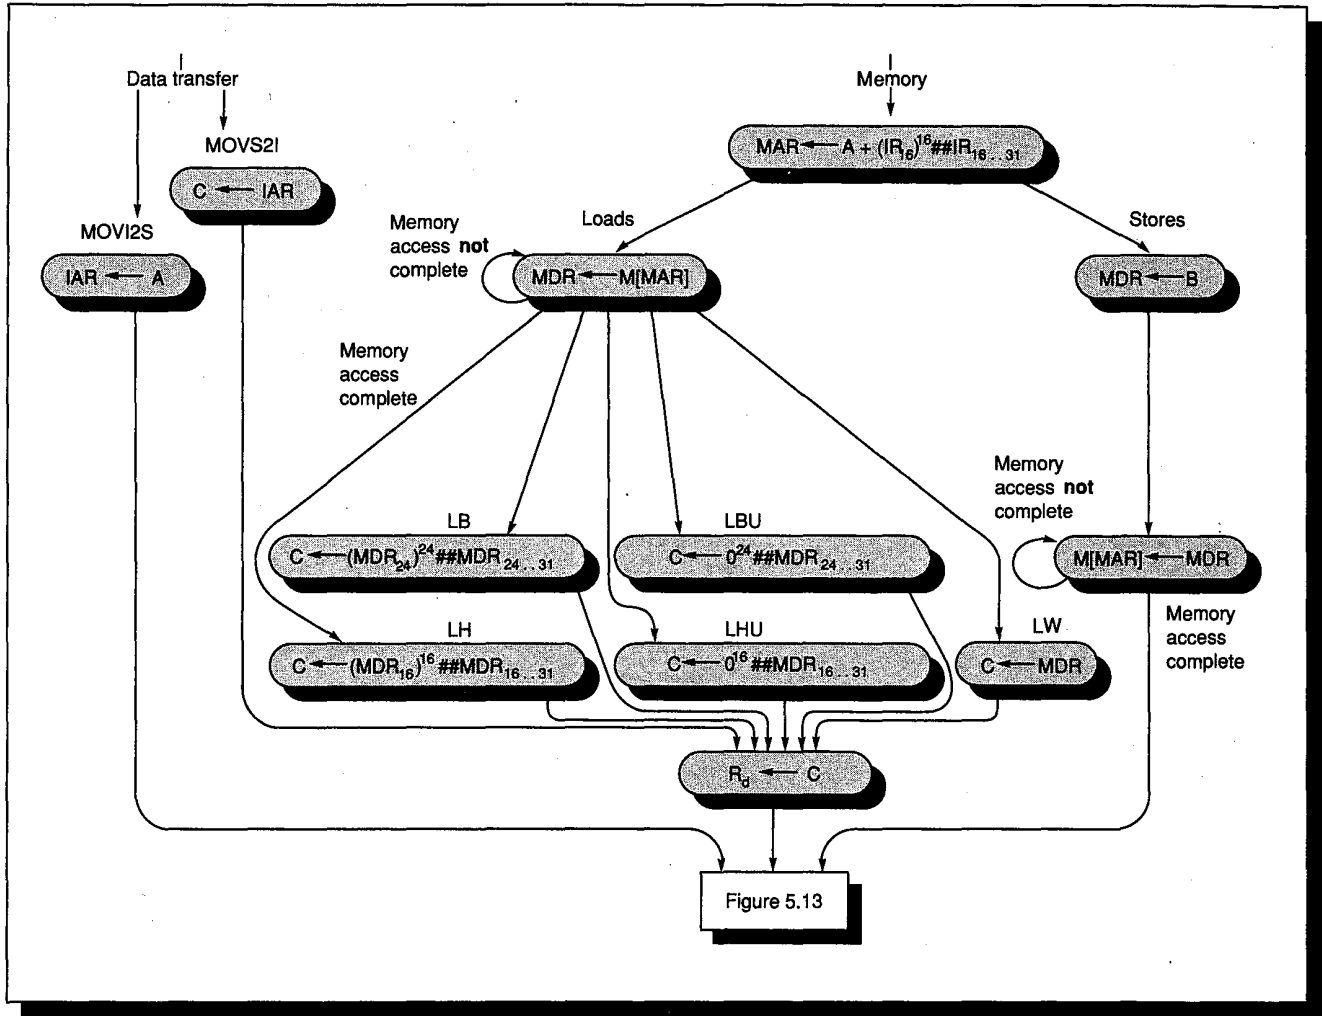 Data transfer
Memory
MOVS2I
MAR ← A + (IR₁₆)¹⁶##IR₁₆..₃₁
C ← IAR
Memory
access not
complete
Loads
Stores
MOVI2S
IAR ← A
MDR ← M[MAR]
MDR ← B
Memory
access
complete
Memory
access not
complete
LB
LBU
C ← (MDR₂₄)²⁴##MDR₂₄..₃₁
C ← 0²⁴##MDR₂₄..₃₁
M[MAR] ← MDR
Memory
access
complete
LH
LHU
LW
C ← (MDR₁₆)¹⁶##MDR₁₆..₃₁
C ← 0¹⁶##MDR₁₆..₃₁
C ← MDR
R_d ← C
Figure 5.13